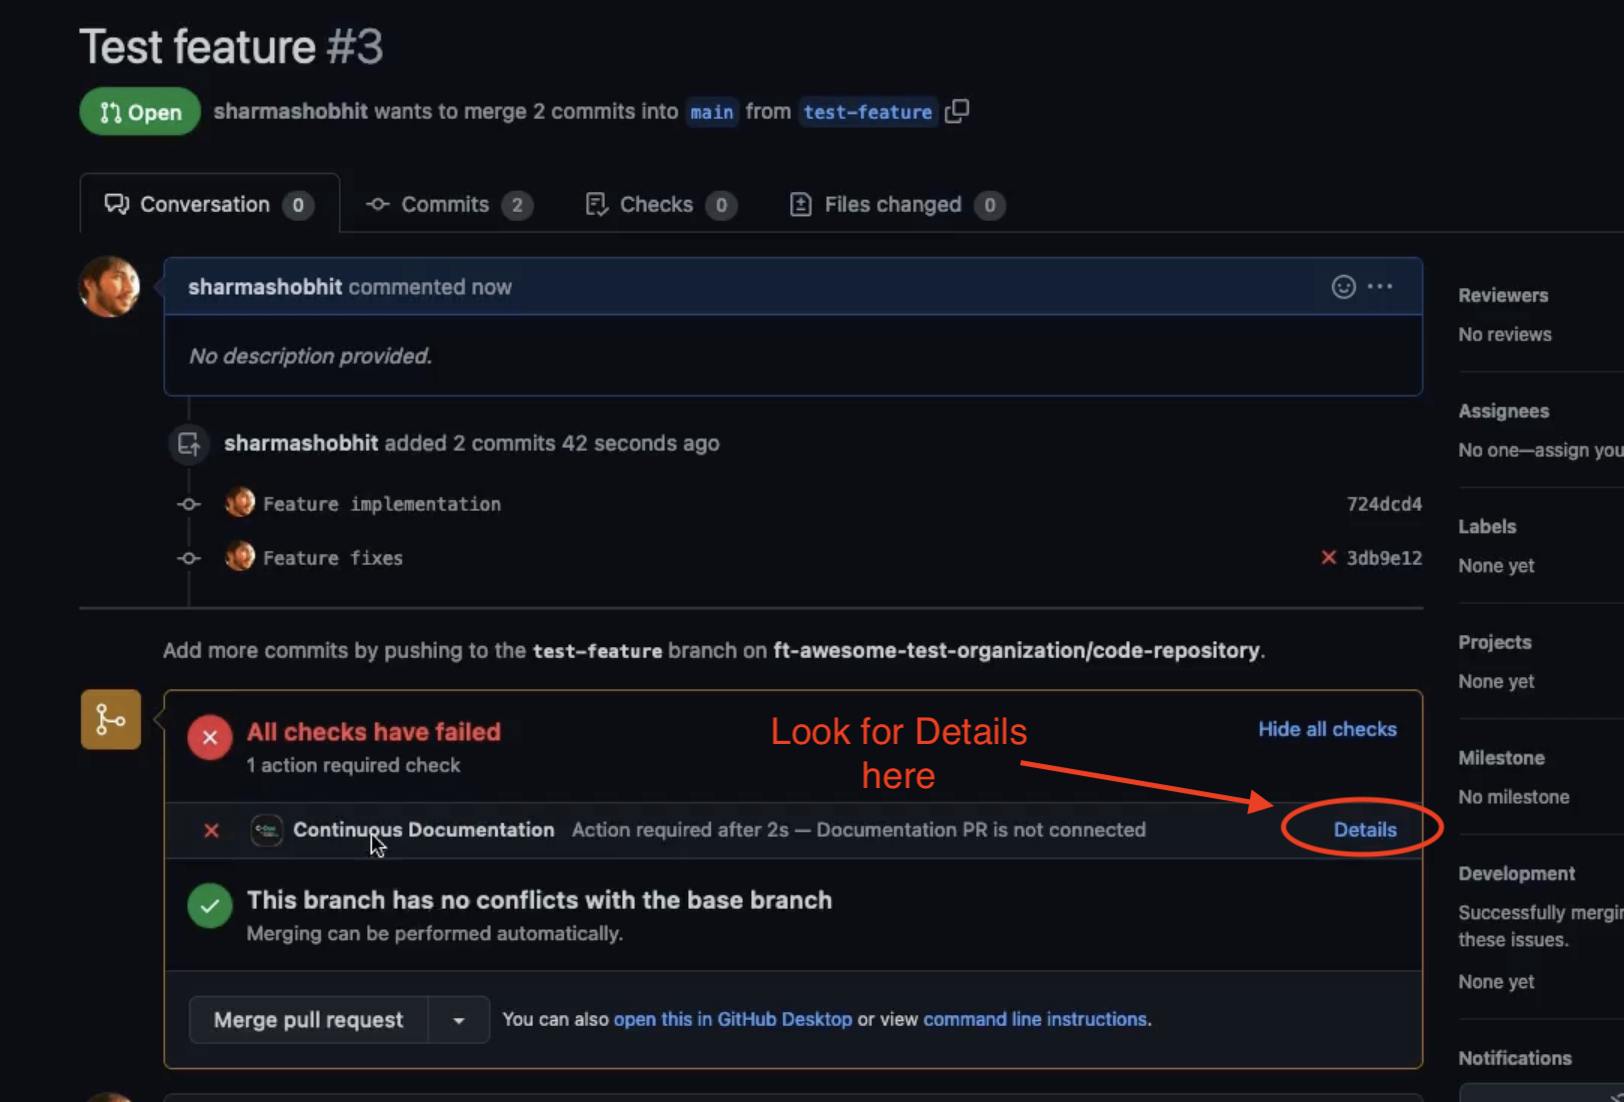 Test feature #3
Open sharmashobhit wants to merge 2 commits into main from test-feature
Conversation 0 Commits 2 Checks 0 Files changed 0
sharmashobhit commented now
No description provided.
sharmashobhit added 2 commits 42 seconds ago
Feature implementation 724dcd4
Feature fixes 3db9e12
Add more commits by pushing to the test-feature branch on ft-awesome-test-organization/code-repository.
All checks have failed
1 action required check
Hide all checks
Look for Details
here
Continuous Documentation Action required after 2s — Documentation PR is not connected Details
This branch has no conflicts with the base branch
Merging can be performed automatically.
Merge pull request You can also open this in GitHub Desktop or view command line instructions.
Reviewers
No reviews
Assignees
No one—assign you
Labels
None yet
Projects
None yet
Milestone
No milestone
Development
Successfully mergin
these issues.
None yet
Notifications